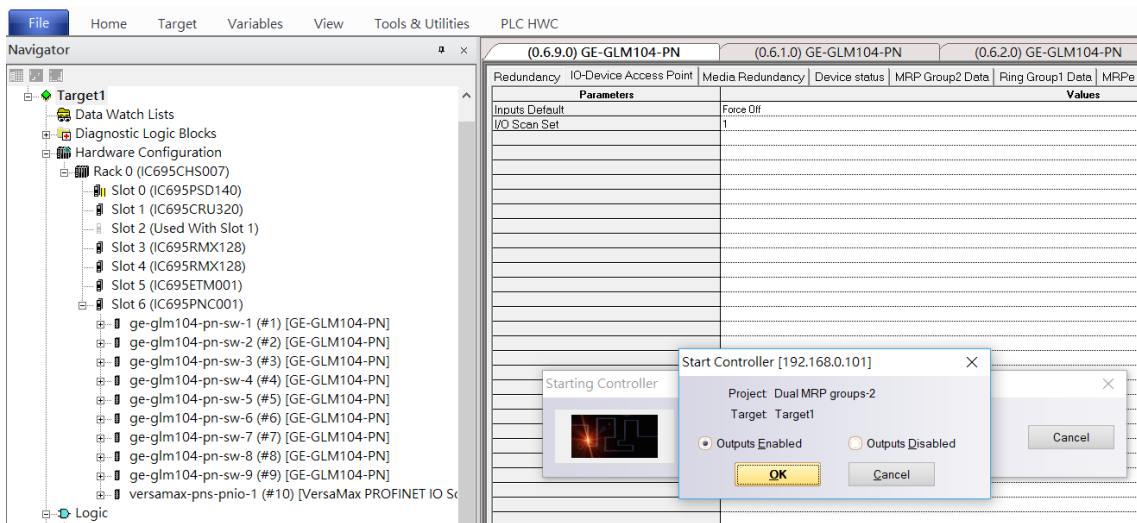 File Home Target Variables View Tools & Utilities PLC HWC
Navigator
(0.6.9.0) GE-GLM104-PN (0.6.1.0) GE-GLM104-PN (0.6.2.0) GE-GLM104-PN
Redundancy IO-Device Access Point Media Redundancy Device status MRP Group2 Data Ring Group1 Data MRPe
Parameters Values
Inputs Default Force Off
I/O Scan Set 1
Target1
Data Watch Lists
Diagnostic Logic Blocks
Hardware Configuration
Rack 0 (IC695CHS007)
Slot 0 (IC695PSD140)
Slot 1 (IC695CRU320)
Slot 2 (Used With Slot 1)
Slot 3 (IC695RMX128)
Slot 4 (IC695RMX128)
Slot 5 (IC695ETM001)
Slot 6 (IC695PNC001)
ge-glm104-pn-sw-1 (#1) [GE-GLM104-PN]
ge-glm104-pn-sw-2 (#2) [GE-GLM104-PN]
ge-glm104-pn-sw-3 (#3) [GE-GLM104-PN]
ge-glm104-pn-sw-4 (#4) [GE-GLM104-PN]
ge-glm104-pn-sw-5 (#5) [GE-GLM104-PN]
ge-glm104-pn-sw-6 (#6) [GE-GLM104-PN]
ge-glm104-pn-sw-7 (#7) [GE-GLM104-PN]
ge-glm104-pn-sw-8 (#8) [GE-GLM104-PN]
ge-glm104-pn-sw-9 (#9) [GE-GLM104-PN]
versamax-pns-pnio-1 (#10) [VersaMax PROFINET IO Sc
Logic
Starting Controller
Cancel
Start Controller [192.168.0.101]
Project Dual MRP groups-2
Target Target1
Outputs Enabled Outputs Disabled
OK Cancel